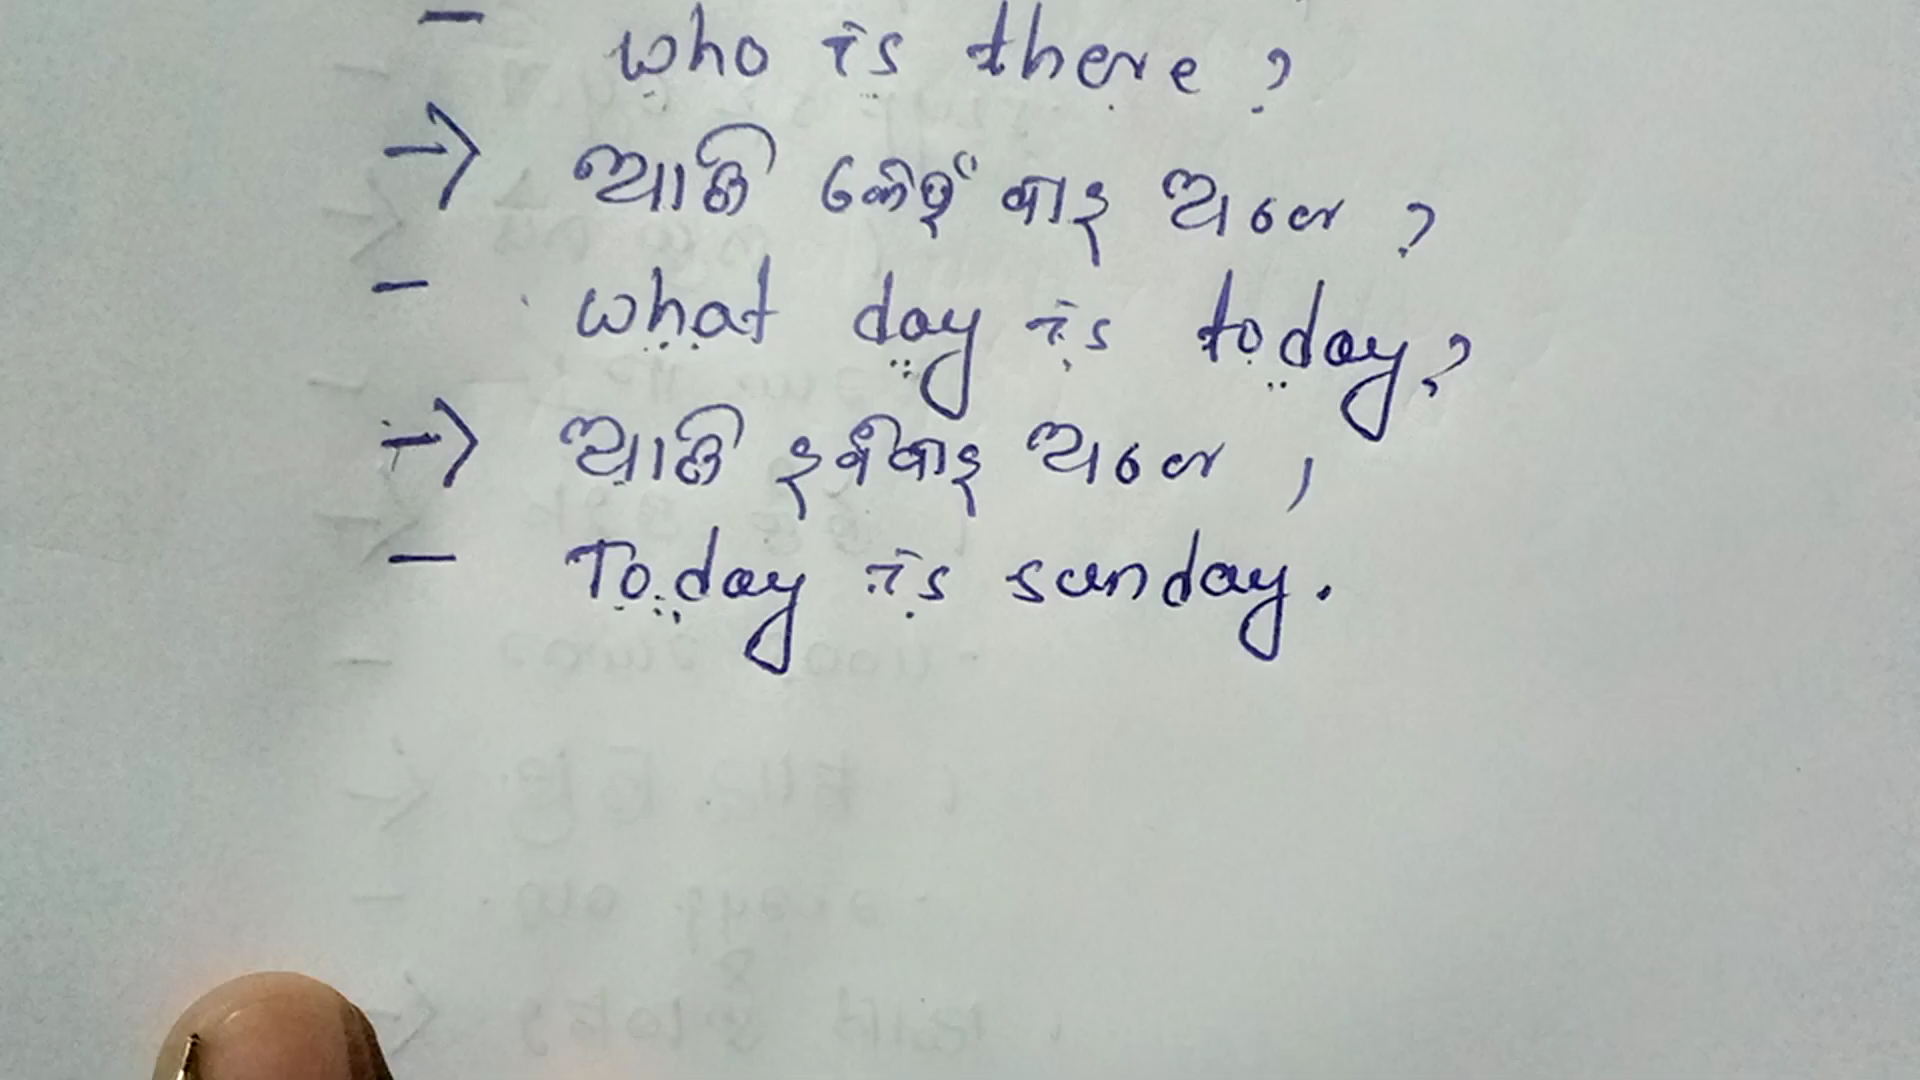 - who is there ?
→ ଆଜି କେଉଁ ବାର ଅଟେ ?
- what day is today?
→ ଆଜି ରବିବାର ଅଟେ ,
- Today is sunday.